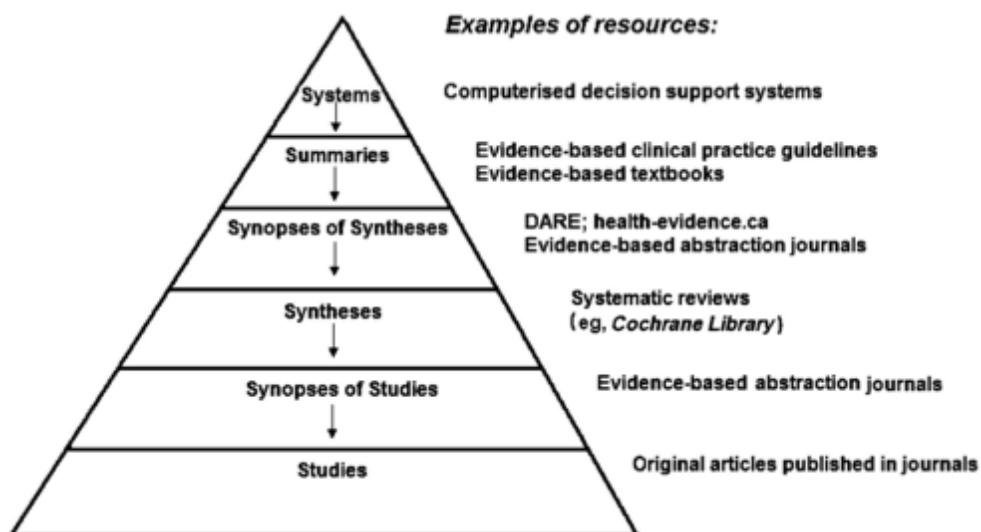 Examples of resources:
Systems
Computerised decision support systems
Summaries
Evidence-based clinical practice guidelines
Evidence-based textbooks
Synopses of Syntheses
DARE; health-evidence.ca
Evidence-based abstraction journals
Syntheses
Systematic reviews
(eg, Cochrane Library)
Synopses of Studies
Evidence-based abstraction journals
Studies
Original articles published in journals